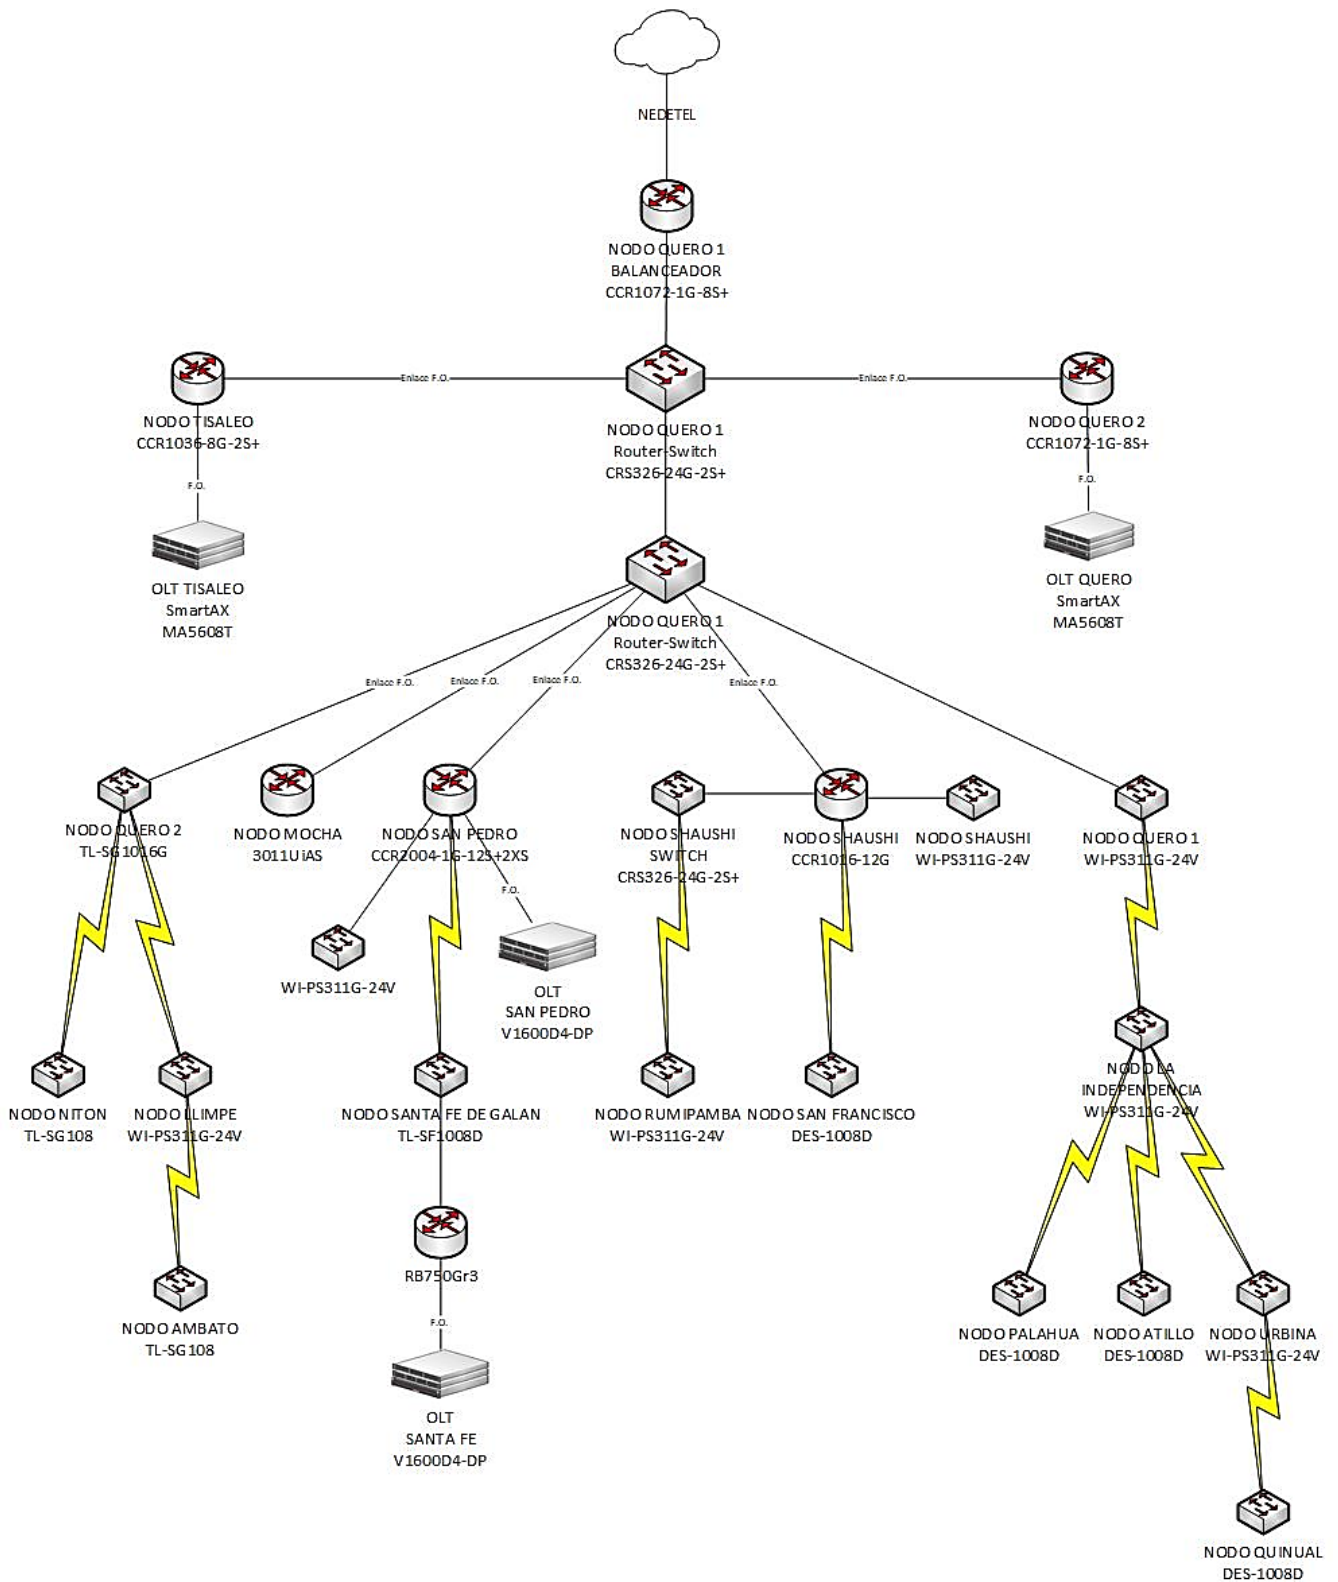 NEDETEL
NODO QUERO 1
BALANCEADOR
CCR1072-1G-8S+
Enlace F.O.
Enlace F.O.
NODO TISALEO
CCR1036-8G-2S+
NODO QUERO 1
Router-Switch
CRS326-24G-2S+
NODO QUERO 2
CCR1072-1G-8S+
F.O.
F.O.
OLT TISALEO
SmartAX
MA5608T
OLT QUERO
SmartAX
MA5608T
NODO QUERO 1
Router-Switch
CRS326-24G-2S+
Enlace F.O.
Enlace F.O.
Enlace F.O.
Enlace F.O.
NODO QUERO 2
TL-SG1016G
NODO MOCHA
3011UiAS
NODO SAN PEDRO
CCR2004-1G-12S+2XS
NODO SHAUSHI
SWITCH
CRS326-24G-2S+
NODO SHAUSHI
CCR1016-12G
NODO SHAUSHI
WI-PS311G-24V
NODO QUERO 1
WI-PS311G-24V
F.O.
WI-PS311G-24V
OLT
SAN PEDRO
V1600D4-DP
NODO NITON
TL-SG108
NODO LLIMPE
WI-PS311G-24V
NODO SANTA FE DE GALAN
TL-SF1008D
NODO RUMIPAMBA
WI-PS311G-24V
NODO SAN FRANCISCO
DES-1008D
NODO LA
INDEPENDENCIA
WI-PS311G-24V
RB750Gr3
F.O.
NODO AMBATO
TL-SG108
NODO PALAHUA
DES-1008D
NODO ATILLO
DES-1008D
NODO URBINA
WI-PS311G-24V
OLT
SANTA FE
V1600D4-DP
NODO QUINUAL
DES-1008D